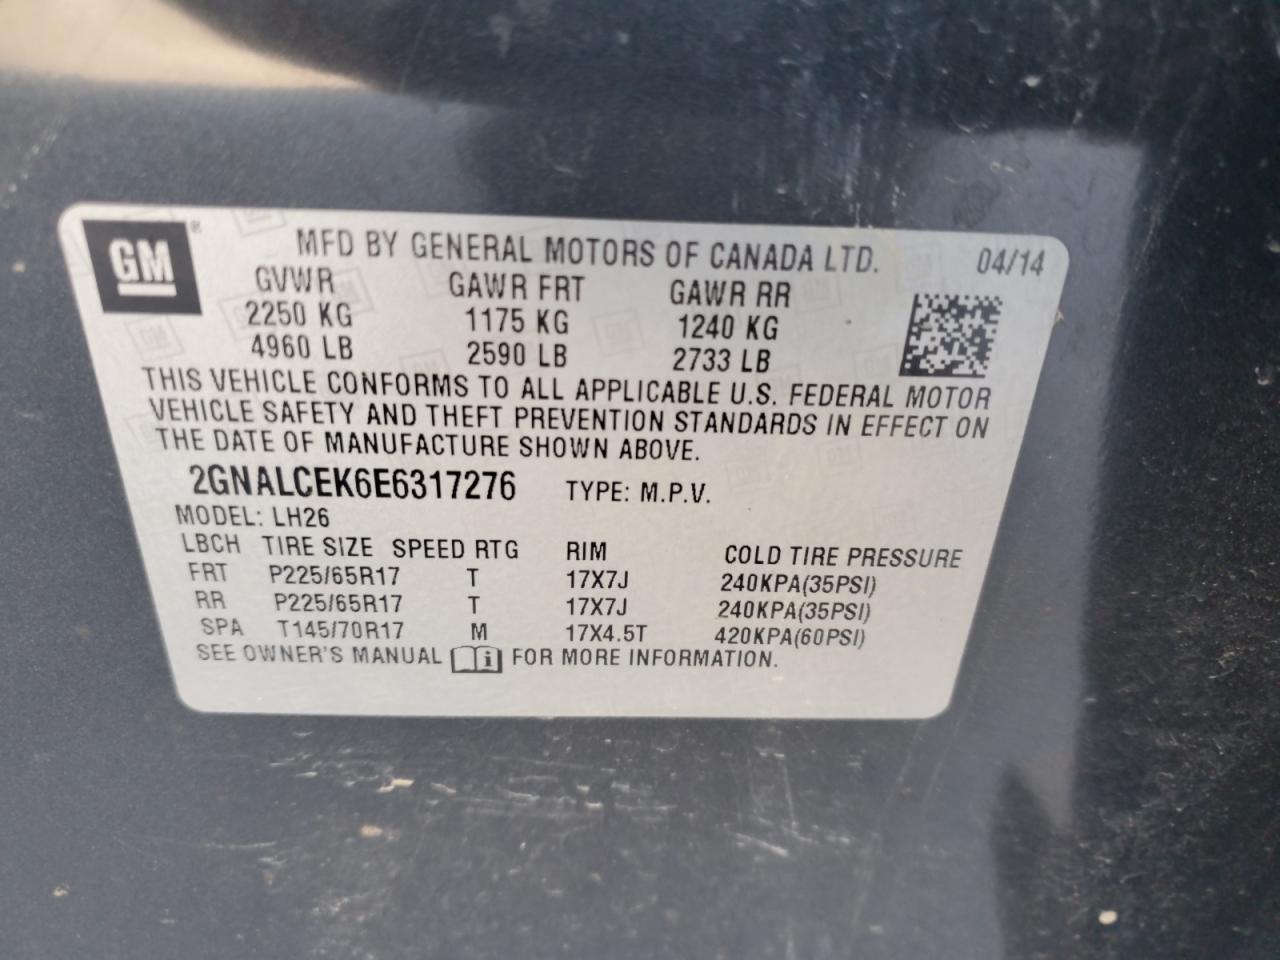 GM®
MFD BY GENERAL MOTORS OF CANADA LTD. 04/14
GVWR GAWR FRT GAWR RR
2250 KG 1175 KG 1240 KG
4960 LB 2590 LB 2733 LB
THIS VEHICLE CONFORMS TO ALL APPLICABLE U.S. FEDERAL MOTOR
VEHICLE SAFETY AND THEFT PREVENTION STANDARDS IN EFFECT ON
THE DATE OF MANUFACTURE SHOWN ABOVE.
2GNALCEK6E6317276 TYPE: M.P.V.
MODEL: LH26
LBCH TIRE SIZE SPEED RTG RIM COLD TIRE PRESSURE
FRT P225/65R17 T 17X7J 240KPA(35PSI)
RR P225/65R17 T 17X7J 240KPA(35PSI)
SPA T145/70R17 M 17X4.5T 420KPA(60PSI)
SEE OWNER'S MANUAL i FOR MORE INFORMATION.